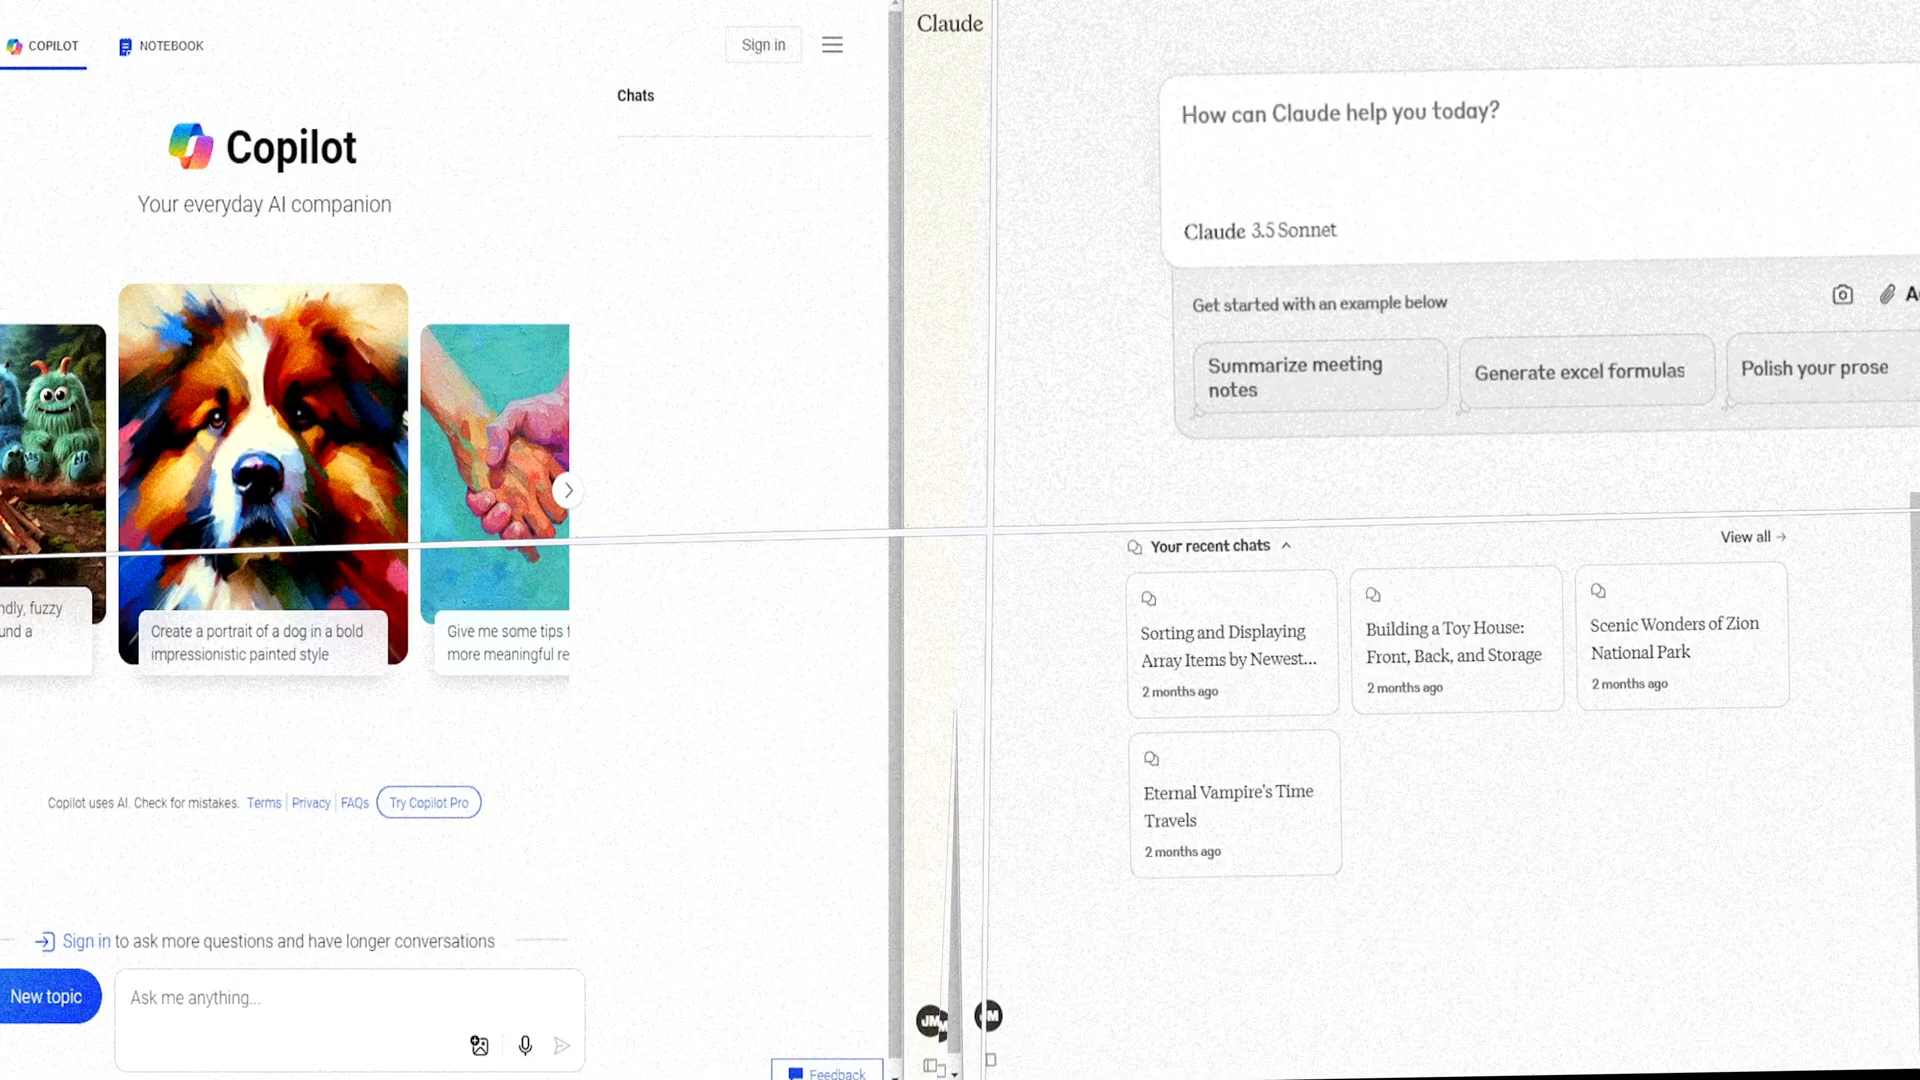 COPILOT
NOTEBOOK
Sign in
Chats
Copilot
Your everyday AI companion
ndly, fuzzy
und a
Create a portrait of a dog in a bold
impressionistic painted style
Give me some tips f
more meaningful re
Copilot uses AI. Check for mistakes. Terms Privacy FAQs Try Copilot Pro
Sign in to ask more questions and have longer conversations
New topic
Ask me anything...
Feedback
Claude
How can Claude help you today?
Claude 3.5 Sonnet
Get started with an example below
Summarize meeting
notes
Generate excel formulas
Polish your prose
Your recent chats
View all
Sorting and Displaying
Array Items by Newest...
2 months ago
Building a Toy House:
Front, Back, and Storage
2 months ago
Scenic Wonders of Zion
National Park
2 months ago
Eternal Vampire's Time
Travels
2 months ago
JM